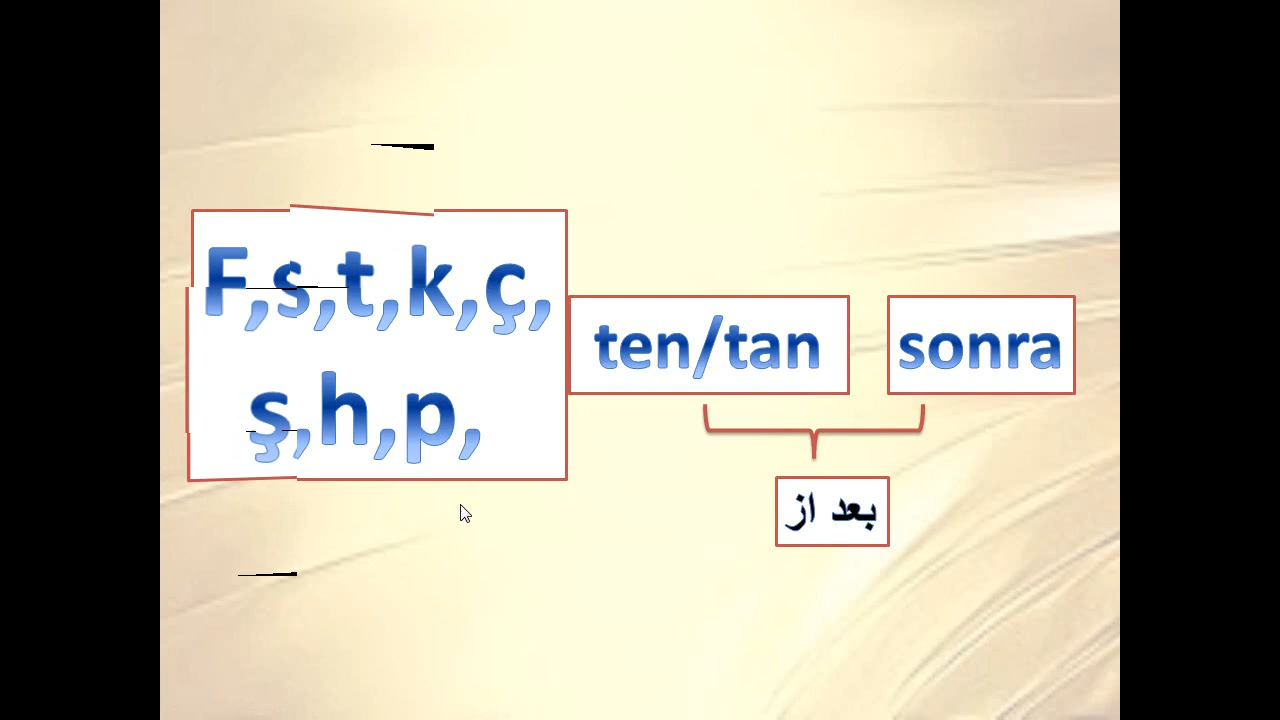 F,s,t,k,ç,
ş,h,p,
ten/tan
sonra
بعد از